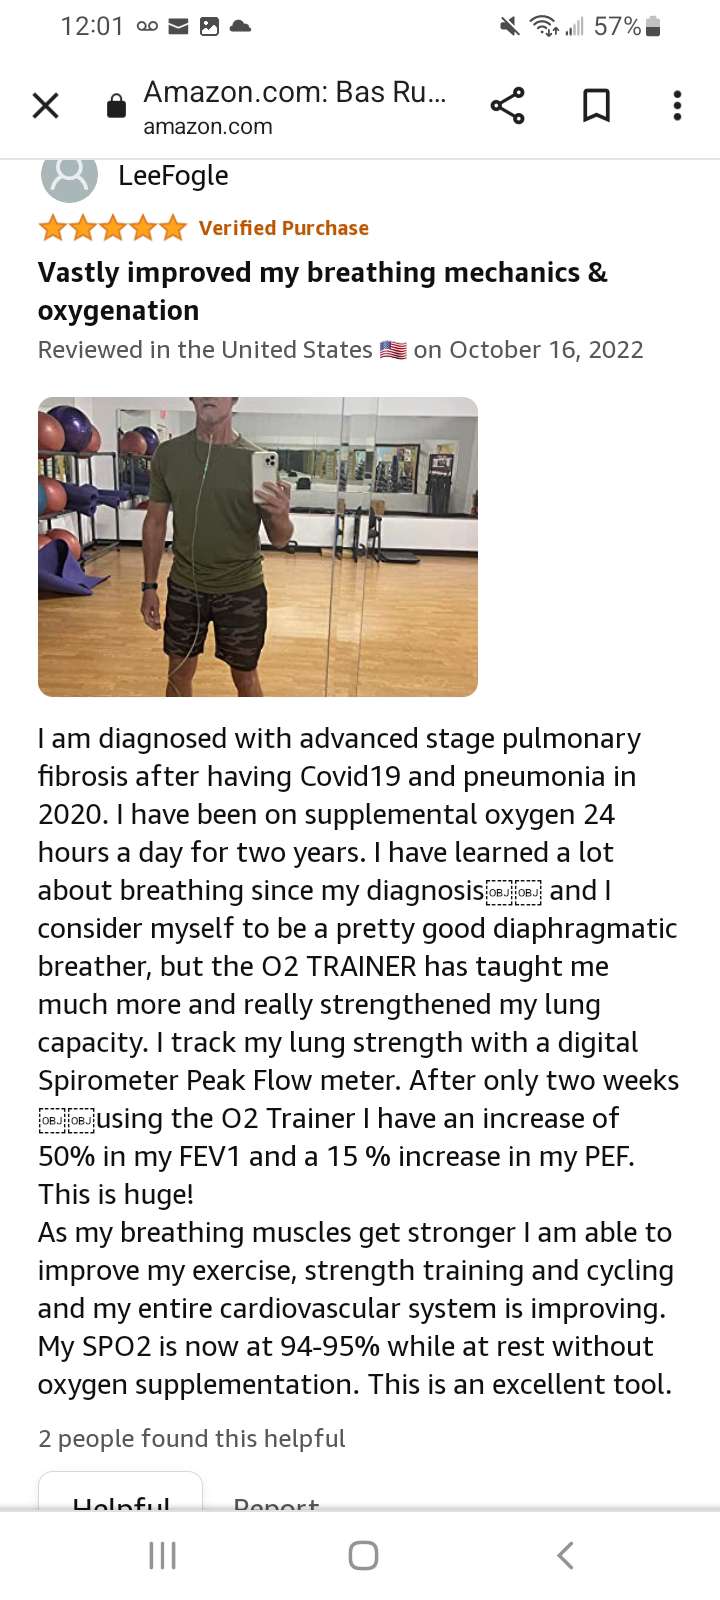 12:01
57%
Amazon.com: Bas Ru...
amazon.com
LeeFogle
Verified Purchase
Vastly improved my breathing mechanics &
oxygenation
Reviewed in the United States 🇺🇸 on October 16, 2022
I am diagnosed with advanced stage pulmonary
fibrosis after having Covid19 and pneumonia in
2020. I have been on supplemental oxygen 24
hours a day for two years. I have learned a lot
about breathing since my diagnosis￼￼ and I
consider myself to be a pretty good diaphragmatic
breather, but the O2 TRAINER has taught me
much more and really strengthened my lung
capacity. I track my lung strength with a digital
Spirometer Peak Flow meter. After only two weeks
￼￼using the O2 Trainer I have an increase of
50% in my FEV1 and a 15 % increase in my PEF.
This is huge!
As my breathing muscles get stronger I am able to
improve my exercise, strength training and cycling
and my entire cardiovascular system is improving.
My SPO2 is now at 94-95% while at rest without
oxygen supplementation. This is an excellent tool.
2 people found this helpful
Helpful
Report